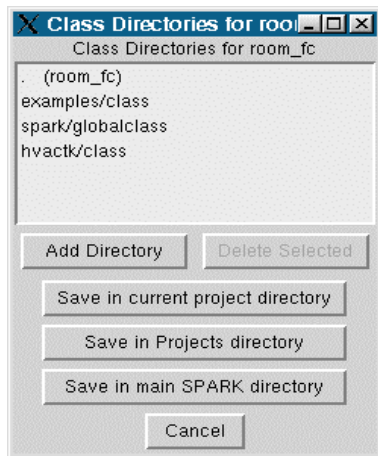 Class Directories for roo
Class Directories for room_fc
. (room_fc)
examples/class
spark/globalclass
hvactk/class
Add Directory Delete Selected
Save in current project directory
Save in Projects directory
Save in main SPARK directory
Cancel